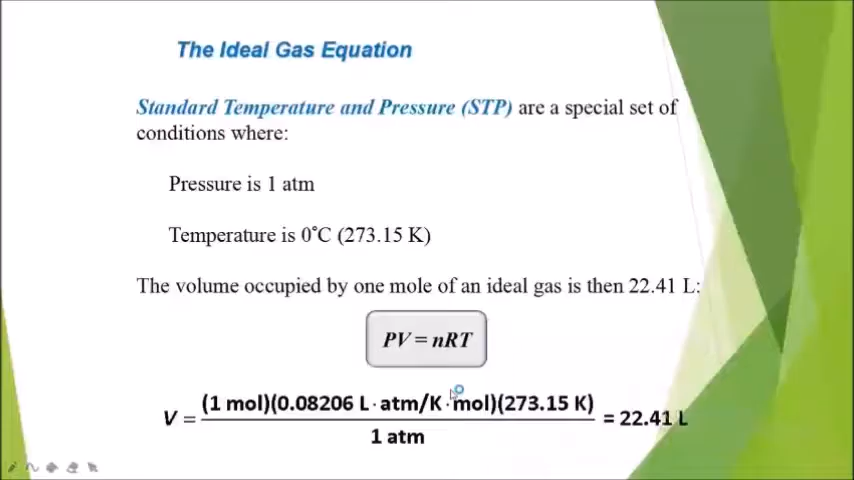 The Ideal Gas Equation
Standard Temperature and Pressure (STP) are a special set of
conditions where:
Pressure is 1 atm
Temperature is 0°C (273.15 K)
The volume occupied by one mole of an ideal gas is then 22.41 L:
PV = nRT
V = (1 mol)(0.08206 L · atm/K · mol)(273.15 K) = 22.41 L
1 atm